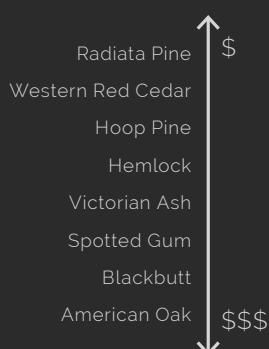 Radiata Pine
$
Western Red Cedar
Hoop Pine
Hemlock
Victorian Ash
Spotted Gum
Blackbutt
American Oak
$$$